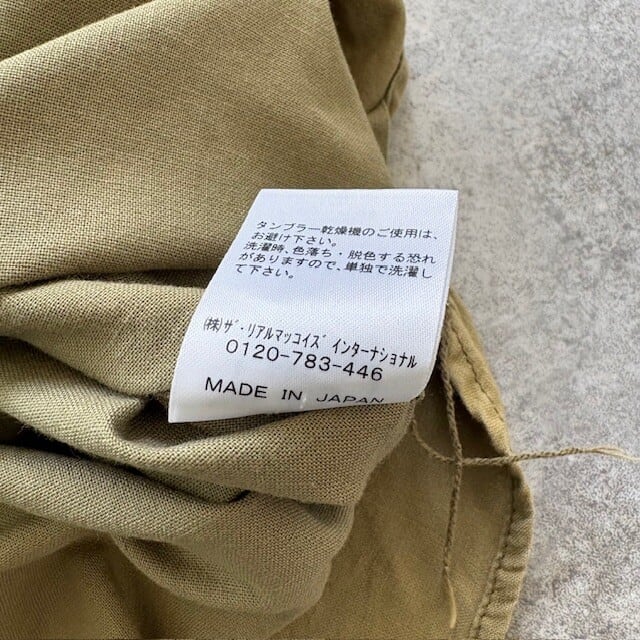 タンブラー乾燥機のご使用は、
お避け下さい。
洗濯時、色落ち・脱色する恐れ
がありますので、単独で洗濯し
て下さい。
㈱ｻﾞ･ﾘｱﾙﾏｯｺｲｽﾞ ｲﾝﾀｰﾅｼｮﾅﾙ
0120-783-446
MADE IN JAPAN